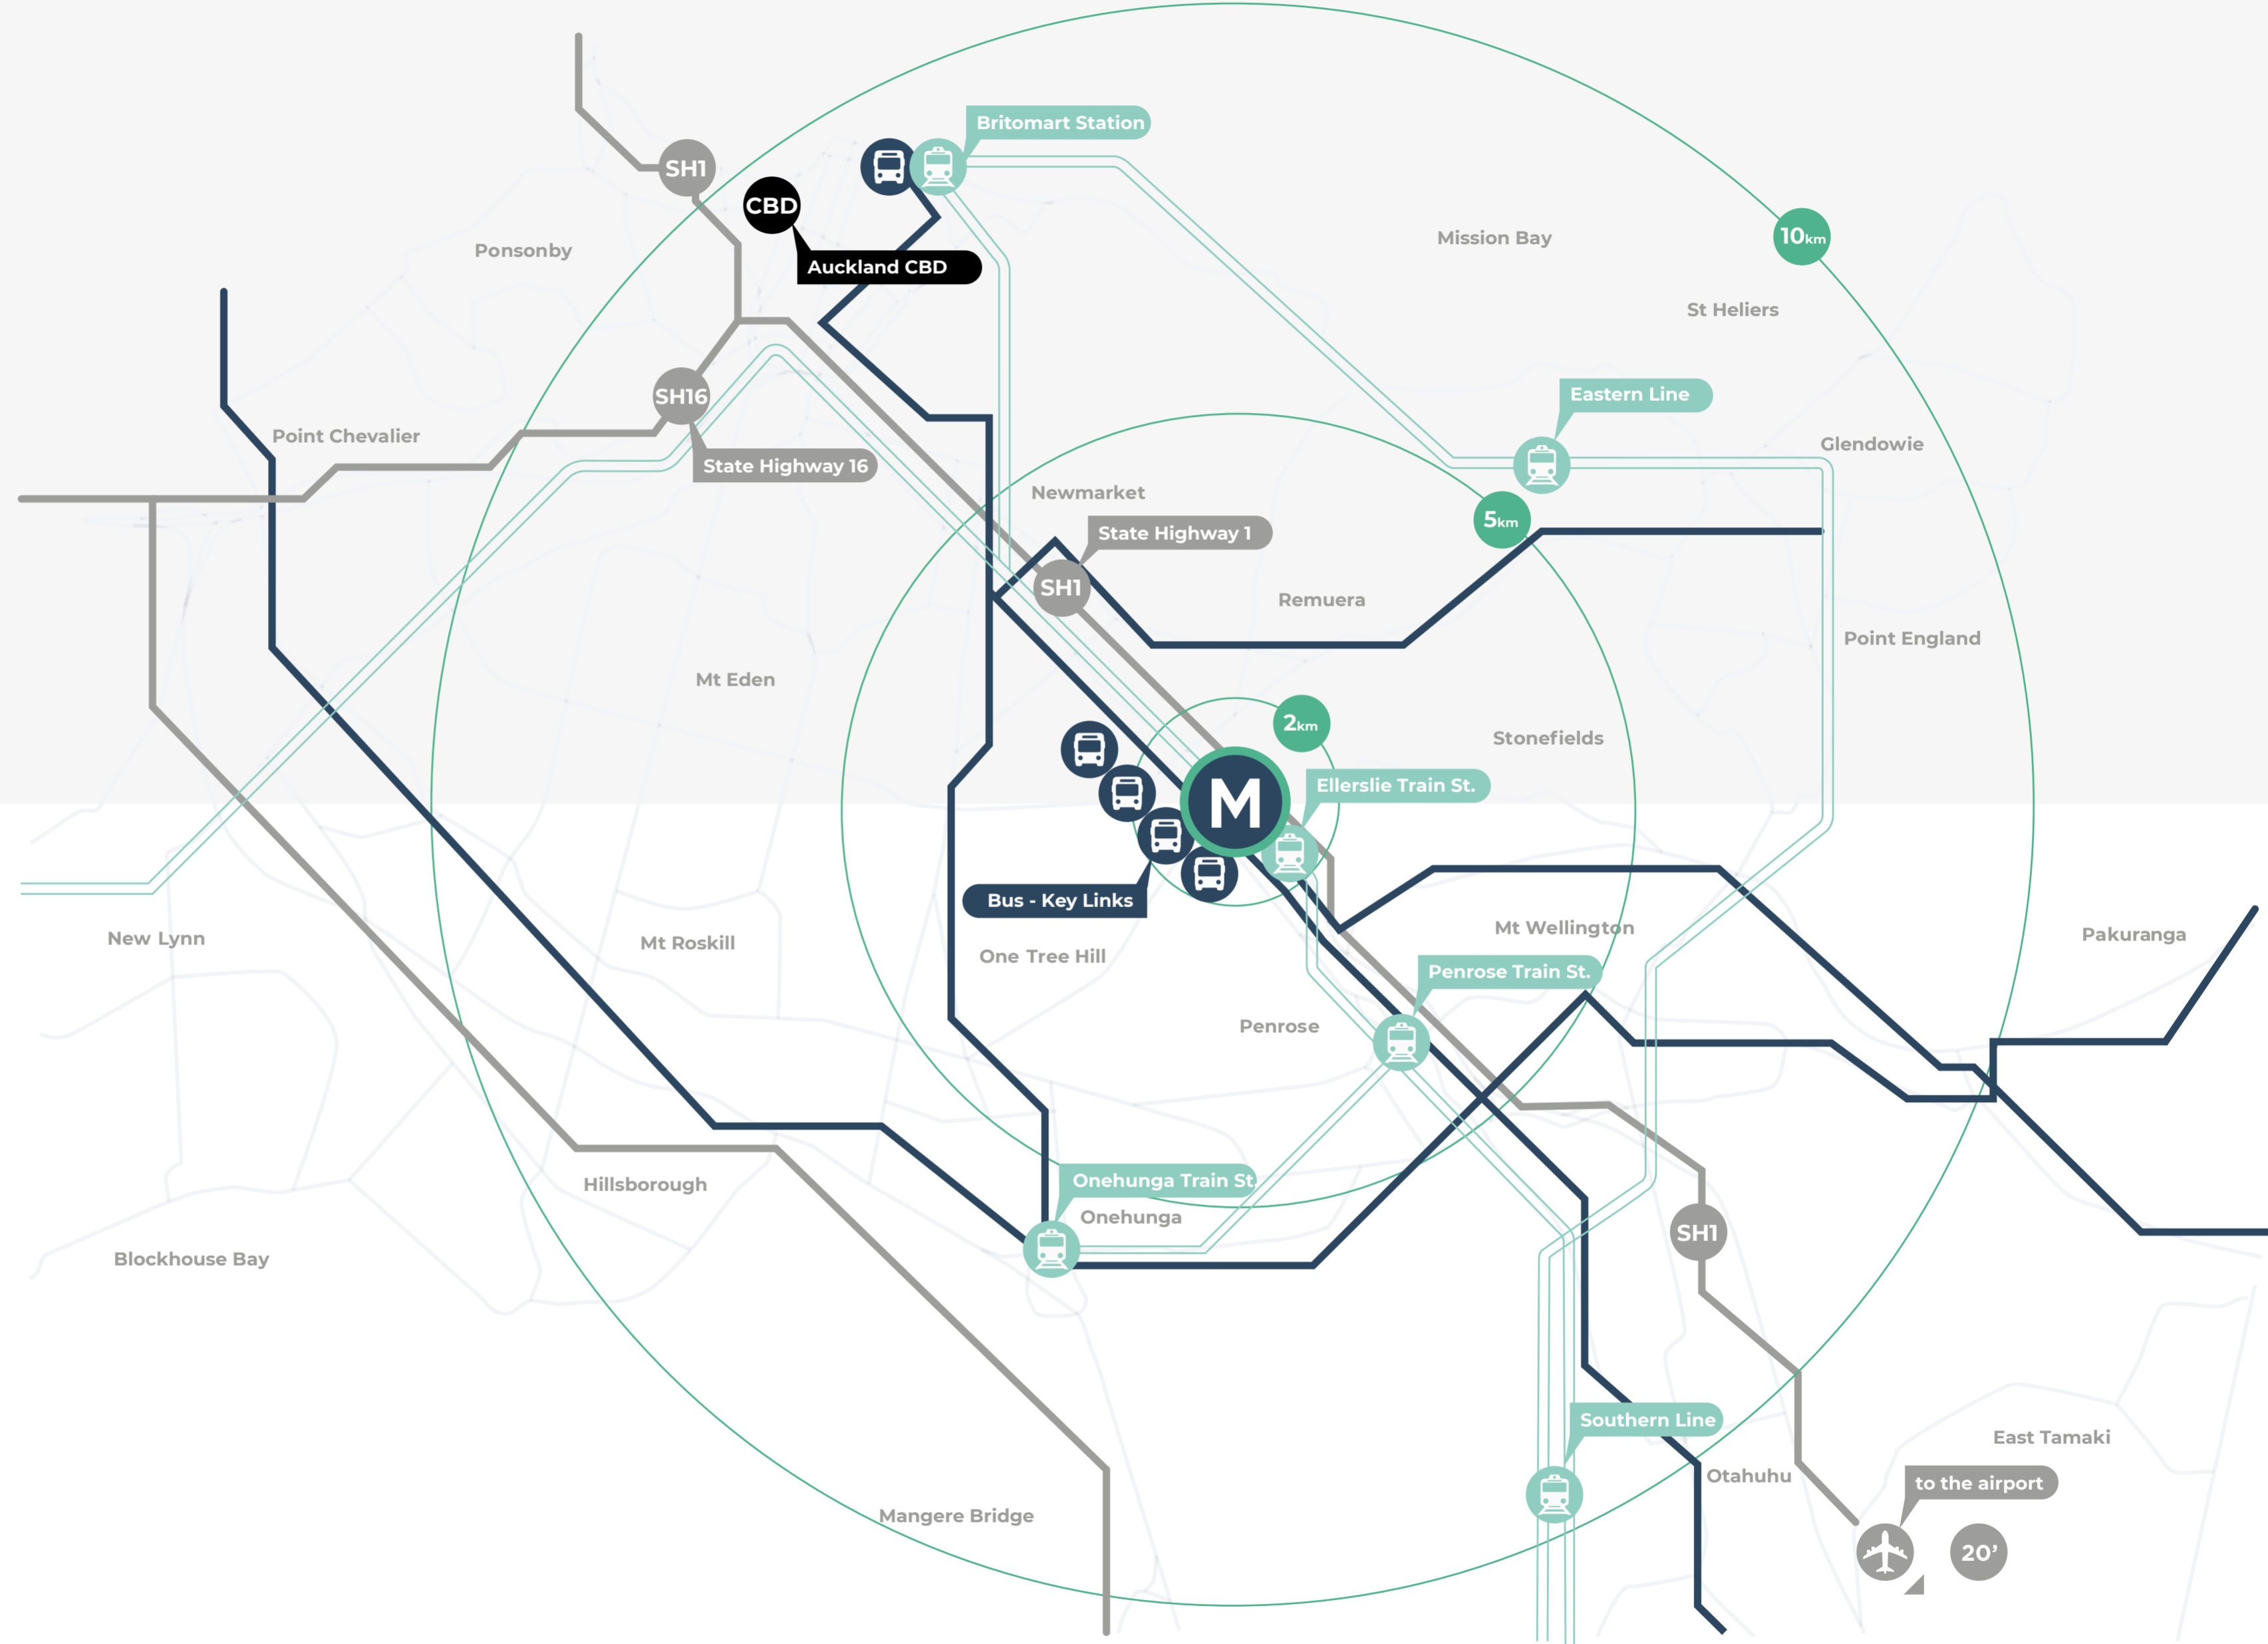 Britomart Station
SH1
CBD
Auckland CBD
Ponsonby
Mission Bay
10km
St Heliers
Eastern Line
SH16
Point Chevalier
State Highway 16
Glendowie
Newmarket
5km
State Highway 1
SH1
Remuera
Point England
Mt Eden
2km
Stonefields
M
Ellerslie Train St.
Bus - Key Links
New Lynn
Mt Roskill
One Tree Hill
Mt Wellington
Pakuranga
Penrose Train St.
Penrose
Onehunga Train St.
Hillsborough
Onehunga
SH1
Blockhouse Bay
Southern Line
East Tamaki
Otahuhu
to the airport
Mangere Bridge
20’